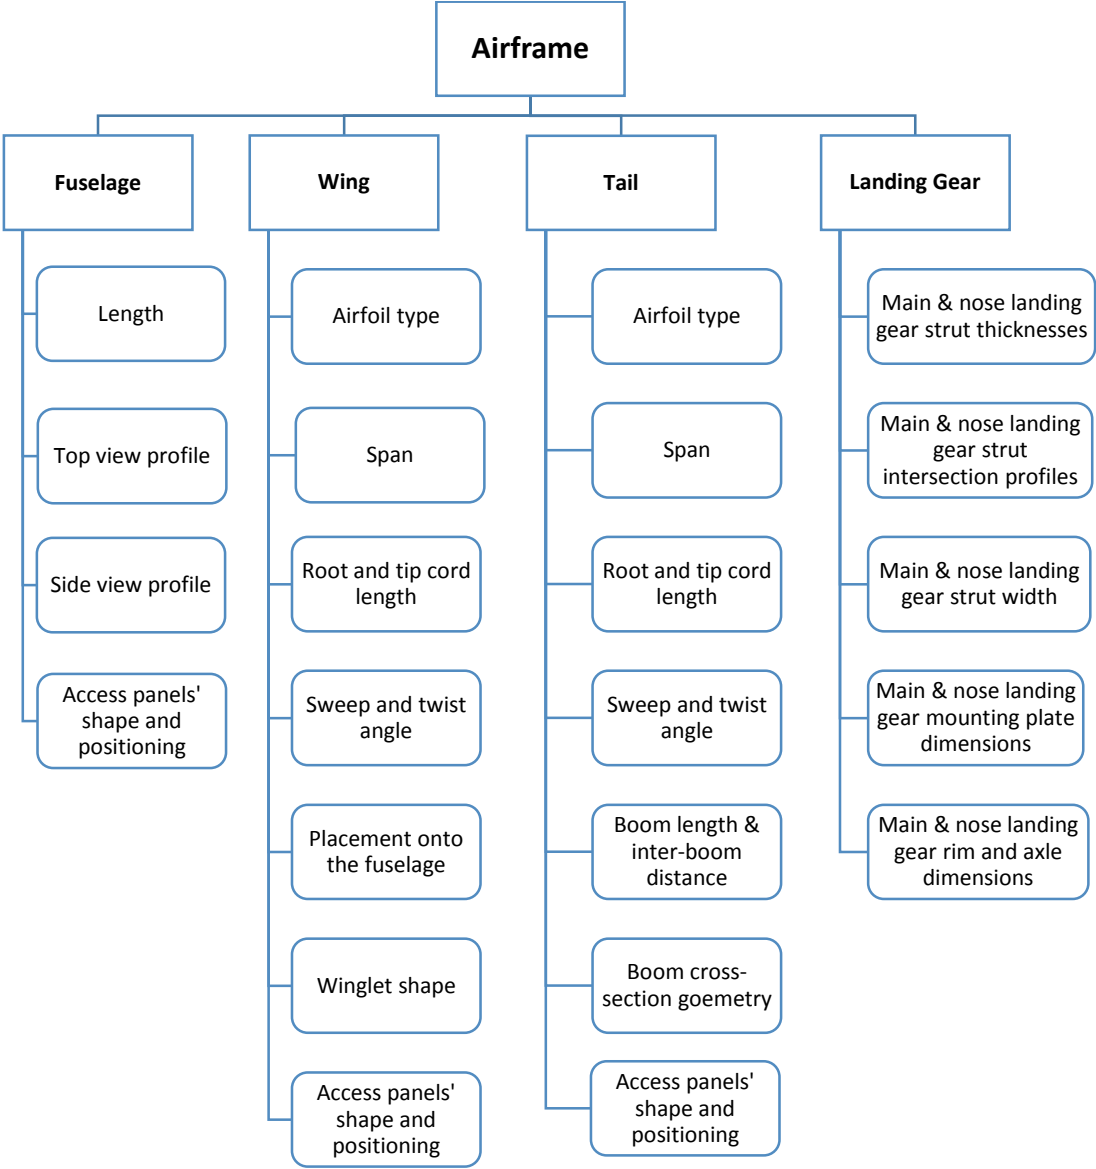 Airframe
Fuselage
Length
Top view profile
Side view profile
Access panels'
shape and
positioning
Wing
Airfoil type
Span
Root and tip cord
length
Sweep and twist
angle
Placement onto
the fuselage
Winglet shape
Access panels'
shape and
positioning
Tail
Airfoil type
Span
Root and tip cord
length
Sweep and twist
angle
Boom length &
inter-boom
distance
Boom cross-
section goemetry
Access panels'
shape and
positioning
Landing Gear
Main & nose landing
gear strut thicknesses
Main & nose landing
gear strut
intersection profiles
Main & nose landing
gear strut width
Main & nose landing
gear mounting plate
dimensions
Main & nose landing
gear rim and axle
dimensions